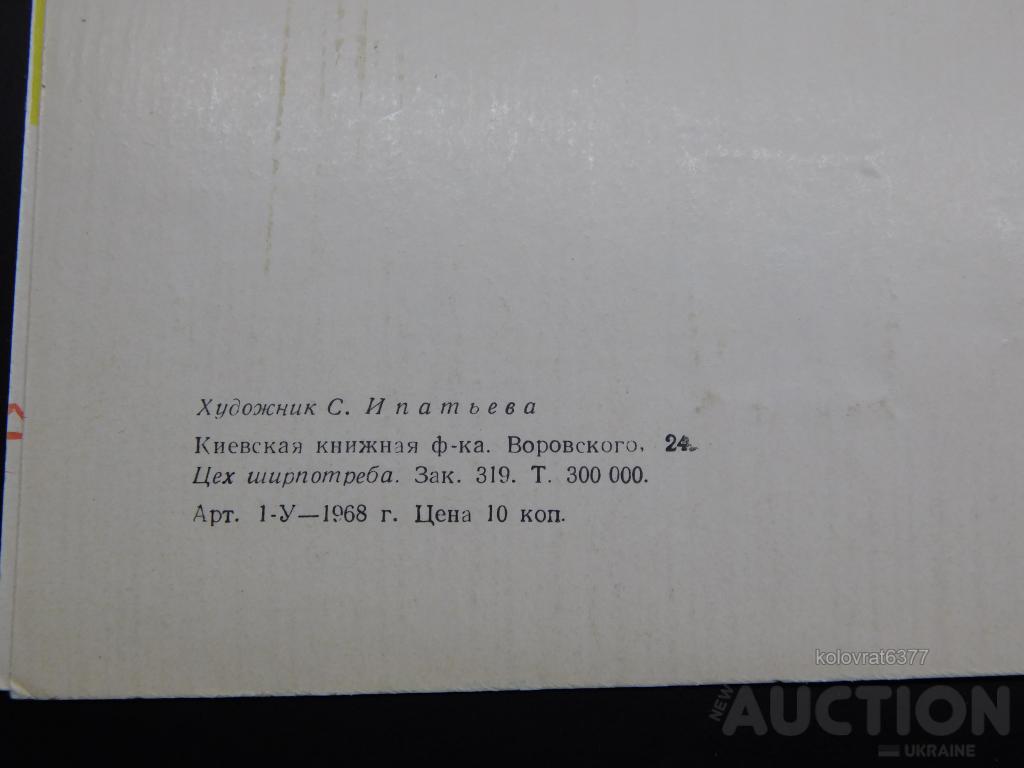 Художник С. Ипатьева
Киевская книжная ф-ка. Воровского, 24.
Цех ширпотреба. Зак. 319. Т. 300 000.
Арт. 1-У—1968 г. Цена 10 коп.
kolovrat6377
NEW AUCTION
UKRAINE